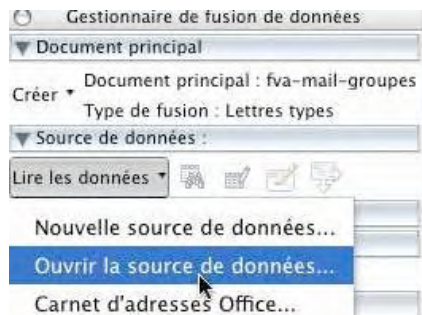 Gestionnaire de fusion de données
Document principal
Créer
Document principal : fva-mail-groupes
Type de fusion : Lettres types
Source de données :
Lire les données
Nouvelle source de données...
Ouvrir la source de données...
Carnet d'adresses Office...